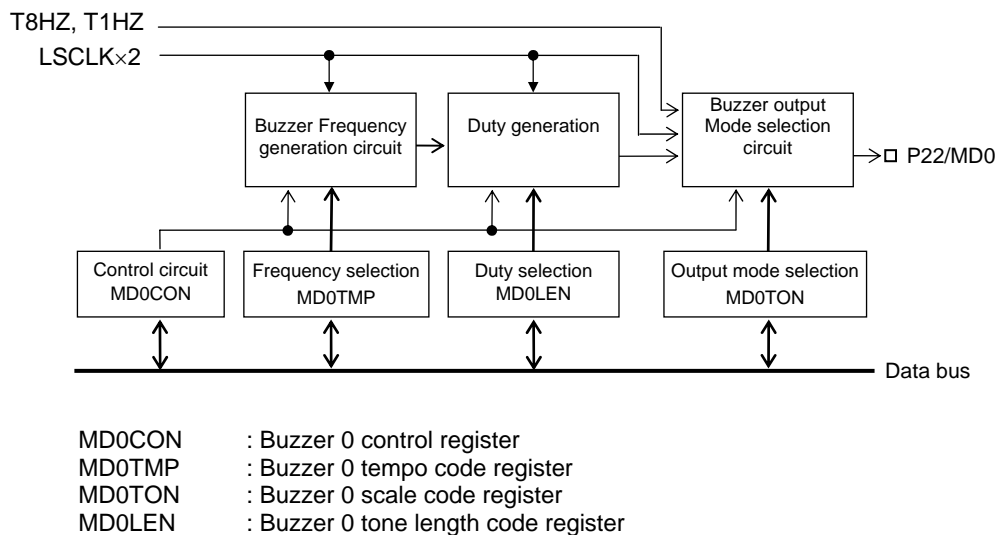 T8HZ, T1HZ
LSCLK×2
Buzzer Frequency
generation circuit
Duty generation
Buzzer output
Mode selection
circuit
P22/MD0
Control circuit
MD0CON
Frequency selection
MD0TMP
Duty selection
MD0LEN
Output mode selection
MD0TON
Data bus
MD0CON : Buzzer 0 control register
MD0TMP : Buzzer 0 tempo code register
MD0TON : Buzzer 0 scale code register
MD0LEN : Buzzer 0 tone length code register